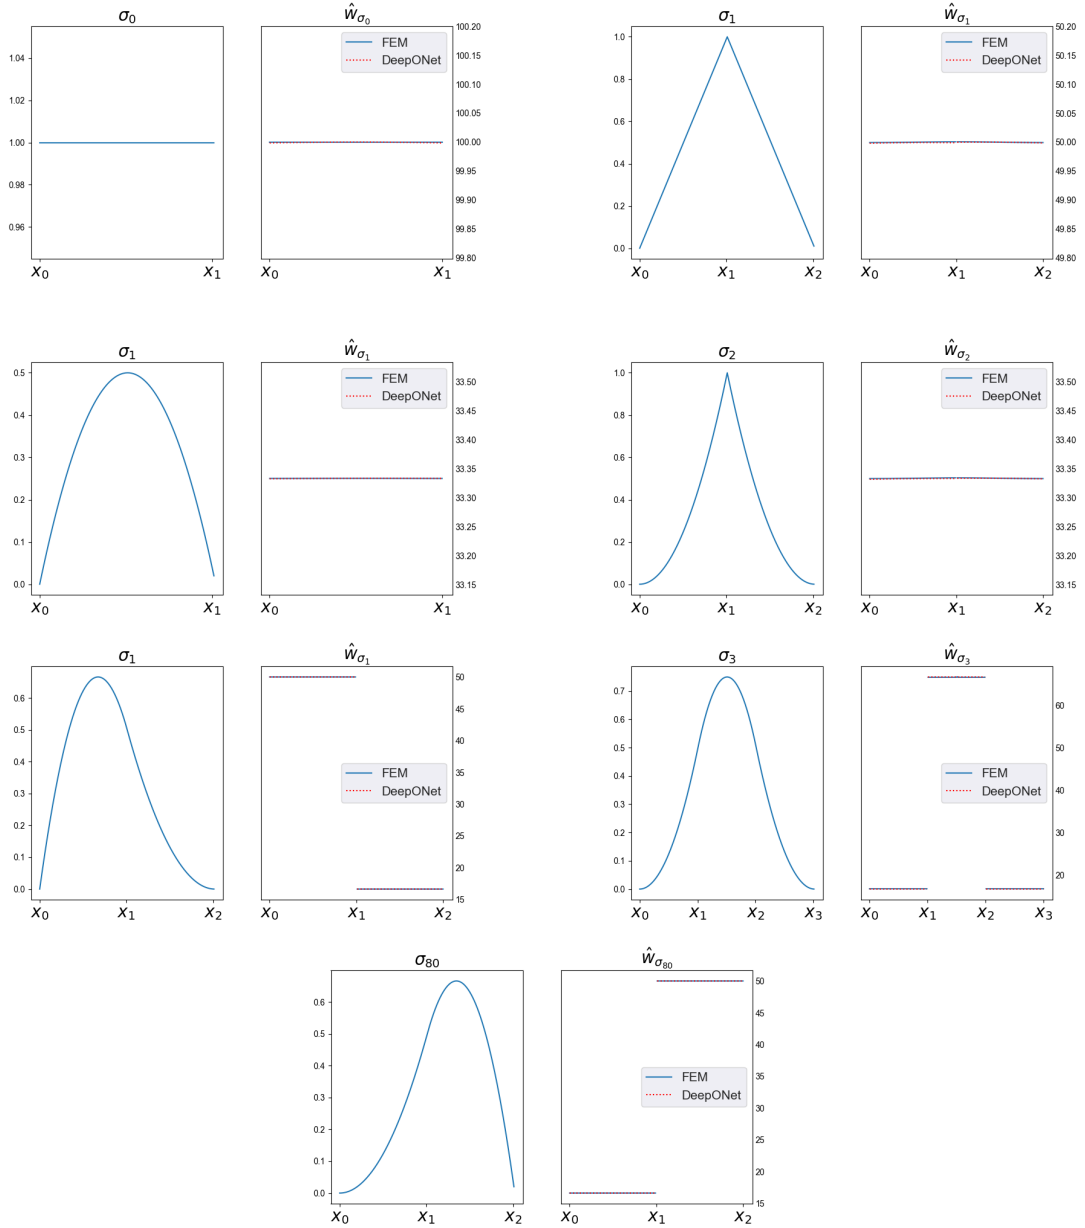 σ0
ŵσ0
1.04
1.02
1.00
0.98
0.96
x0
x1
FEM
DeepONet
100.20
100.15
100.10
100.05
100.00
99.95
99.90
99.85
99.80
x0
x1
σ1
ŵσ1
1.0
0.8
0.6
0.4
0.2
0.0
x0
x1
x2
FEM
DeepONet
50.20
50.15
50.10
50.05
50.00
49.95
49.90
49.85
49.80
x0
x1
x2
σ1
ŵσ1
0.5
0.4
0.3
0.2
0.1
0.0
x0
x1
FEM
DeepONet
33.50
33.45
33.40
33.35
33.30
33.25
33.20
33.15
x0
x1
σ2
ŵσ2
1.0
0.8
0.6
0.4
0.2
0.0
x0
x1
x2
FEM
DeepONet
33.50
33.45
33.40
33.35
33.30
33.25
33.20
33.15
x0
x1
x2
σ1
ŵσ1
0.6
0.5
0.4
0.3
0.2
0.1
0.0
x0
x1
x2
FEM
DeepONet
50
45
40
35
30
25
20
15
x0
x1
x2
σ3
ŵσ3
0.7
0.6
0.5
0.4
0.3
0.2
0.1
0.0
x0
x1
x2
x3
FEM
DeepONet
60
50
40
30
20
x0
x1
x2
x3
σ80
ŵσ80
0.6
0.5
0.4
0.3
0.2
0.1
0.0
x0
x1
x2
FEM
DeepONet
50
45
40
35
30
25
20
15
x0
x1
x2